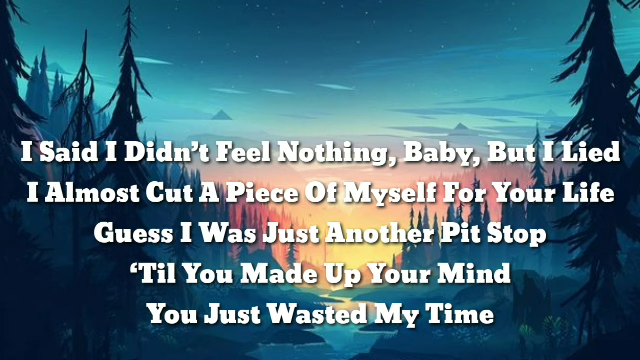 I Said I Didn’t Feel Nothing, Baby, But I Lied
I Almost Cut A Piece Of Myself For Your Life
Guess I Was Just Another Pit Stop
‘Til You Made Up Your Mind
You Just Wasted My Time